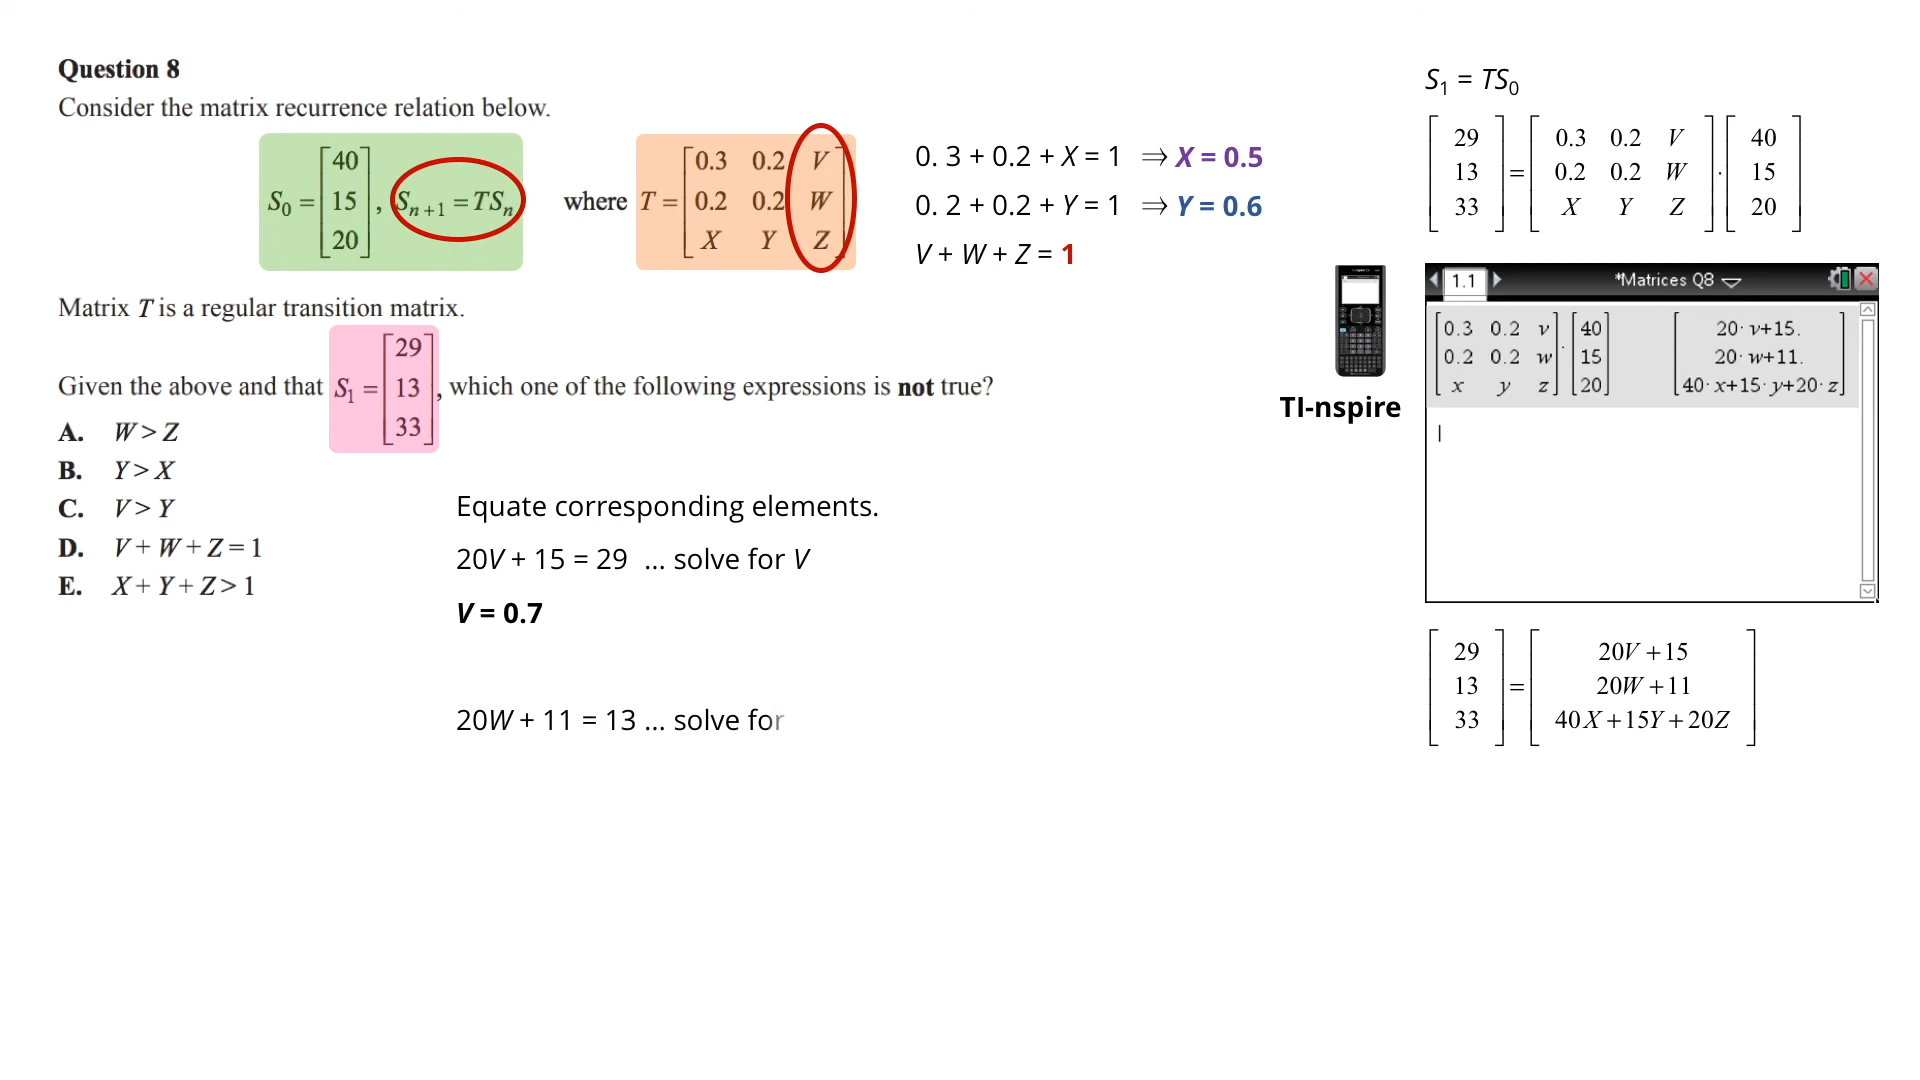 Question 8
Consider the matrix recurrence relation below.
S₀ = [40 15 20], Sₙ₊₁ = TSₙ where T = [0.3 0.2 V; 0.2 0.2 W; X Y Z]
0. 3 + 0.2 + X = 1 ⇒ X = 0.5
0. 2 + 0.2 + Y = 1 ⇒ Y = 0.6
V + W + Z = 1
Matrix T is a regular transition matrix.
Given the above and that S₁ = [29 13 33], which one of the following expressions is not true?
A. W > Z
B. Y > X
C. V > Y
D. V + W + Z = 1
E. X + Y + Z > 1
Equate corresponding elements.
20V + 15 = 29 ... solve for V
V = 0.7
20W + 11 = 13 ... solve for
S₁ = TS₀
[29 13 33] = [0.3 0.2 V; 0.2 0.2 W; X Y Z] · [40 15 20]
TI-nspire
1.1 *Matrices Q8
[0.3 0.2 v; 0.2 0.2 w; x y z] · [40 15 20] [20·v+15. 20·w+11. 40·x+15·y+20·z]
[29 13 33] = [20V + 15 20W + 11 40X + 15Y + 20Z]